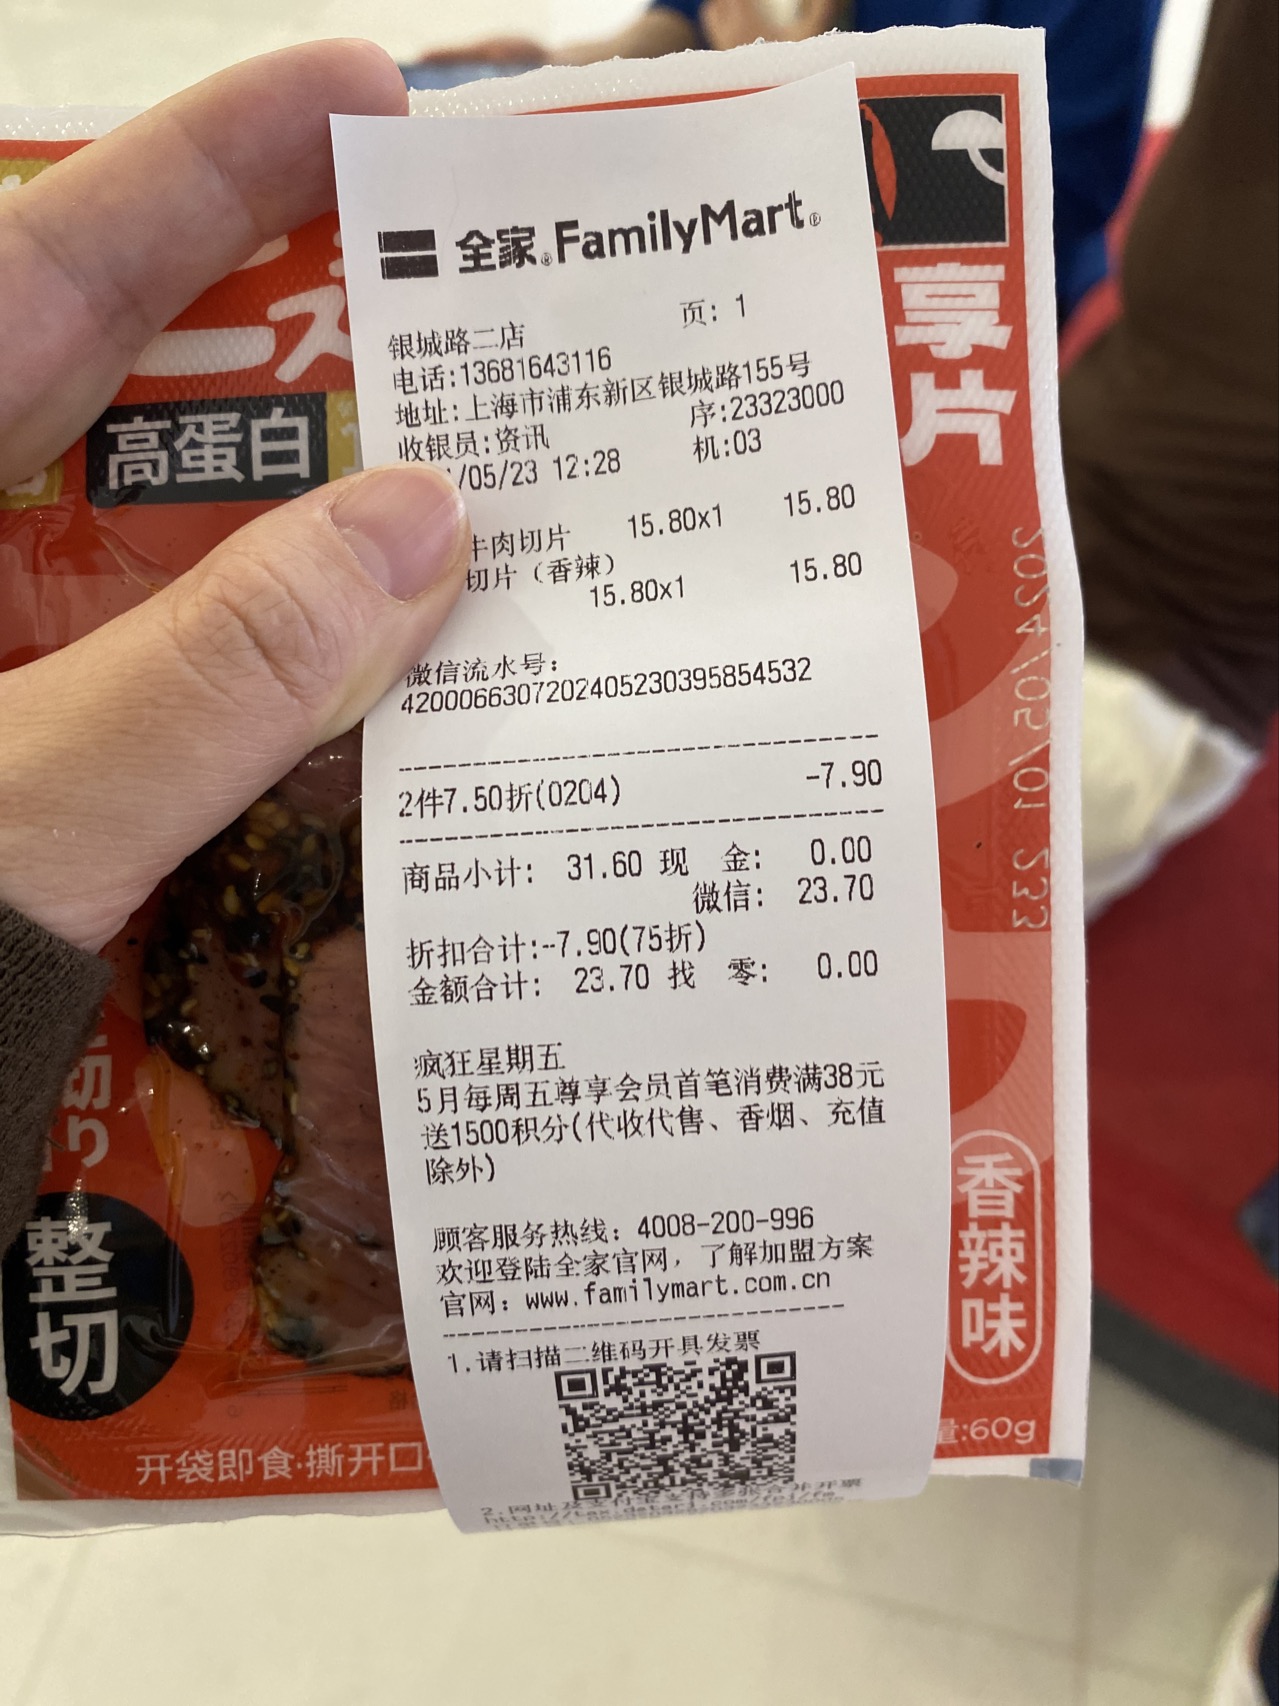 全家®FamilyMart®
页: 1
银城路二店
电话:13681643116
地址:上海市浦东新区银城路155号
收银员:资讯 序:23323000
/05/23 12:28 机:03
牛肉切片 15.80x1 15.80
切片（香辣）
15.80x1 15.80
微信流水号:
4200066307202405230395854532
2件7.50折(0204) -7.90
商品小计: 31.60 现 金: 0.00
微信: 23.70
折扣合计:-7.90(75折)
金额合计: 23.70 找 零: 0.00
疯狂星期五
5月每周五尊享会员首笔消费满38元
送1500积分(代收代售、香烟、充值
除外)
顾客服务热线: 4008-200-996
欢迎登陆全家官网, 了解加盟方案
官网: www.familymart.com.cn
1.请扫描二维码开具发票
高蛋白
享
片
2024\05\01 233
切り
整切
香辣味
开袋即食·撕开口
量:60g